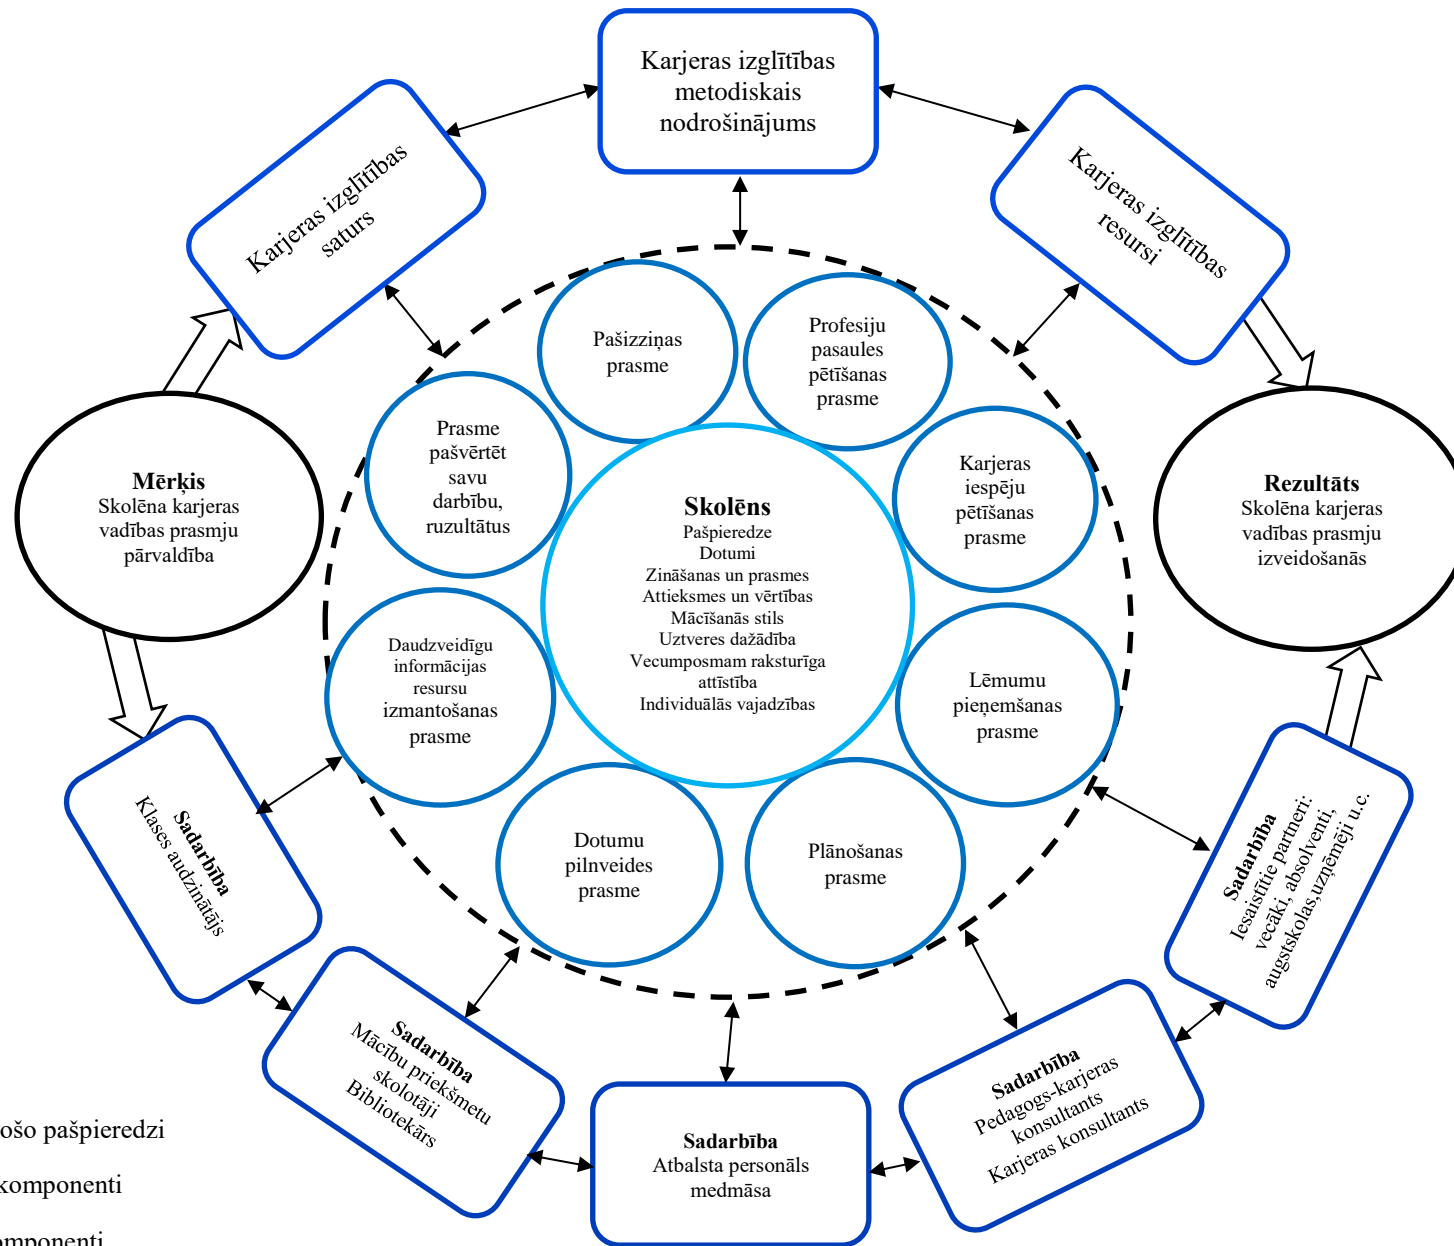 Karjeras izglītības
metodiskais
nodrošinājums
Karjeras izglītības
saturs
Karjeras izglītības
resursi
Pašizziņas
prasme
Profesiju
pasaules
pētīšanas
prasme
Prasme
pašvērtēt
savu
darbību,
ruzultātus
Karjeras
iespēju
pētīšanas
prasme
Mērķis
Skolēna karjeras
vadības prasmju
pārvaldība
Skolēns
Pašpieredze
Dotumi
Zināšanas un prasmes
Attieksmes un vērtības
Mācīšanās stils
Uztveres dažādība
Vecumposmam raksturīga
attīstība
Individuālās vajadzības
Rezultāts
Skolēna karjeras
vadības prasmju
izveidošanās
Daudzveidīgu
informācijas
resursu
izmantošanas
prasme
Lēmumu
pieņemšanas
prasme
Dotumu
pilnveides
prasme
Plānošanas
prasme
Sadarbība
Klases audzinātājs
Sadarbība
Iesaistītie partneri:
vecāki, absolventi,
augstskolas,uzņēmēji u.c.
Sadarbība
Mācību priekšmetu
skolotāji
Bibliotekārs
Sadarbība
Atbalsta personāls
medmāsa
Sadarbība
Pedagogs-karjeras
konsultants
Karjeras konsultants
ošo pašpieredzi
komponenti
omponenti